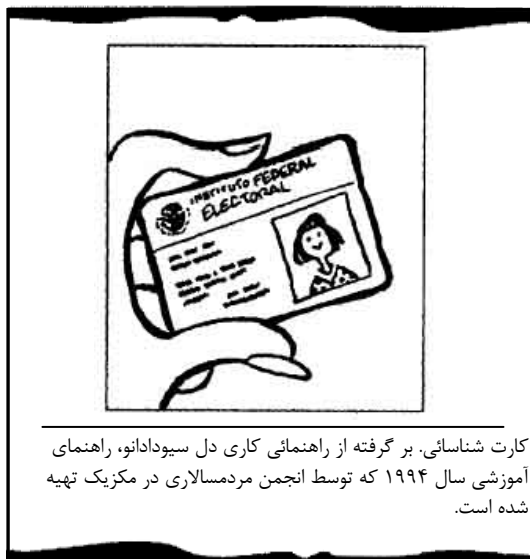 INSTITUTO FEDERAL
ELECTORAL
کارت شناسائی. بر گرفته از راهنمائی کاری دل سیودادانو، راهنمای
آموزشی سال ۱۹۹۴ که توسط انجمن مردمسالاری در مکزیک تهیه
شده است.